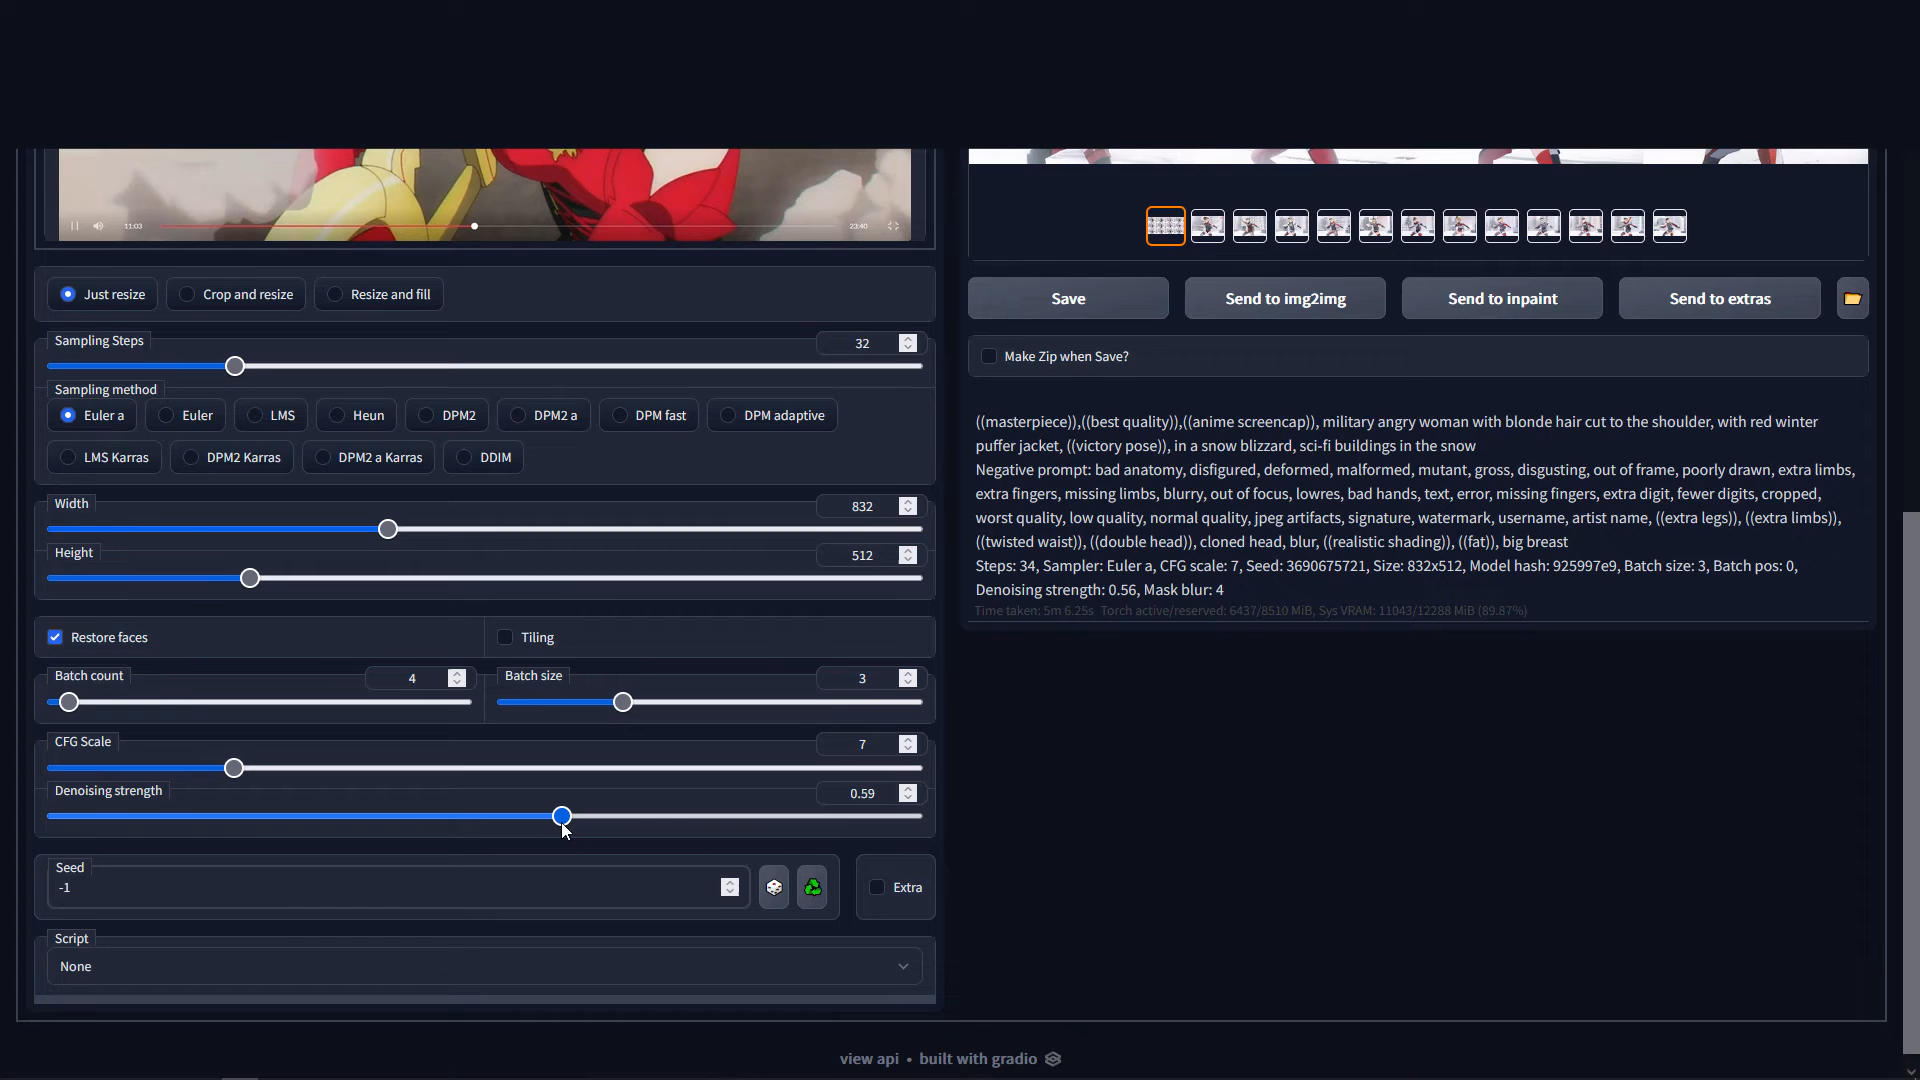 11:03
23:40
Just resize
Crop and resize
Resize and fill
Sampling Steps
32
Sampling method
Euler a
Euler
LMS
Heun
DPM2
DPM2 a
DPM fast
DPM adaptive
LMS Karras
DPM2 Karras
DPM2 a Karras
DDIM
Width
832
Height
512
Restore faces
Tiling
Batch count
4
Batch size
3
CFG Scale
7
Denoising strength
0.59
Seed
-1
Extra
Script
None
Save
Send to img2img
Send to inpaint
Send to extras
Make Zip when Save?
((masterpiece)),((best quality)),((anime screencap)), military angry woman with blonde hair cut to the shoulder, with red winter
puffer jacket, ((victory pose)), in a snow blizzard, sci-fi buildings in the snow
Negative prompt: bad anatomy, disfigured, deformed, malformed, mutant, gross, disgusting, out of frame, poorly drawn, extra limbs,
extra fingers, missing limbs, blurry, out of focus, lowres, bad hands, text, error, missing fingers, extra digit, fewer digits, cropped,
worst quality, low quality, normal quality, jpeg artifacts, signature, watermark, username, artist name, ((extra legs)), ((extra limbs)),
((twisted waist)), ((double head)), cloned head, blur, ((realistic shading)), ((fat)), big breast
Steps: 34, Sampler: Euler a, CFG scale: 7, Seed: 3690675721, Size: 832x512, Model hash: 925997e9, Batch size: 3, Batch pos: 0,
Denoising strength: 0.56, Mask blur: 4
Time taken: 5m 6.25s Torch active/reserved: 6437/8510 MiB, Sys VRAM: 11043/12288 MiB (89.87%)
view api • built with gradio